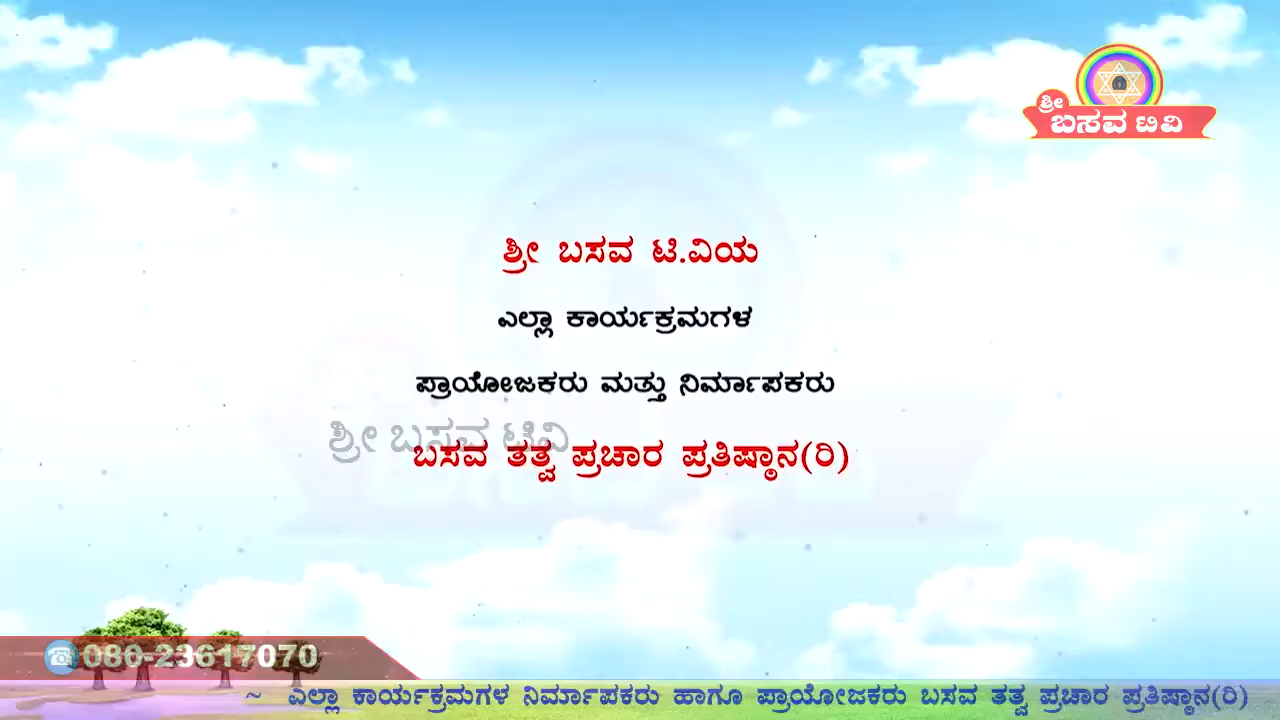 ಶ್ರೀ
ಬಸವ ಟಿವಿ
ಶ್ರೀ ಬಸವ ಟಿ.ವಿಯ
ಎಲ್ಲಾ ಕಾರ್ಯಕ್ರಮಗಳ
ಪ್ರಾಯೋಜಕರು ಮತ್ತು ನಿರ್ಮಾಪಕರು
ಶ್ರೀ ಬಸವ ಟಿವಿ
ಬಸವ ತತ್ವ ಪ್ರಚಾರ ಪ್ರತಿಷ್ಠಾನ(ರಿ)
080-23617070
~ ಎಲ್ಲಾ ಕಾರ್ಯಕ್ರಮಗಳ ನಿರ್ಮಾಪಕರು ಹಾಗೂ ಪ್ರಾಯೋಜಕರು ಬಸವ ತತ್ವ ಪ್ರಚಾರ ಪ್ರತಿಷ್ಠಾನ(ರಿ)